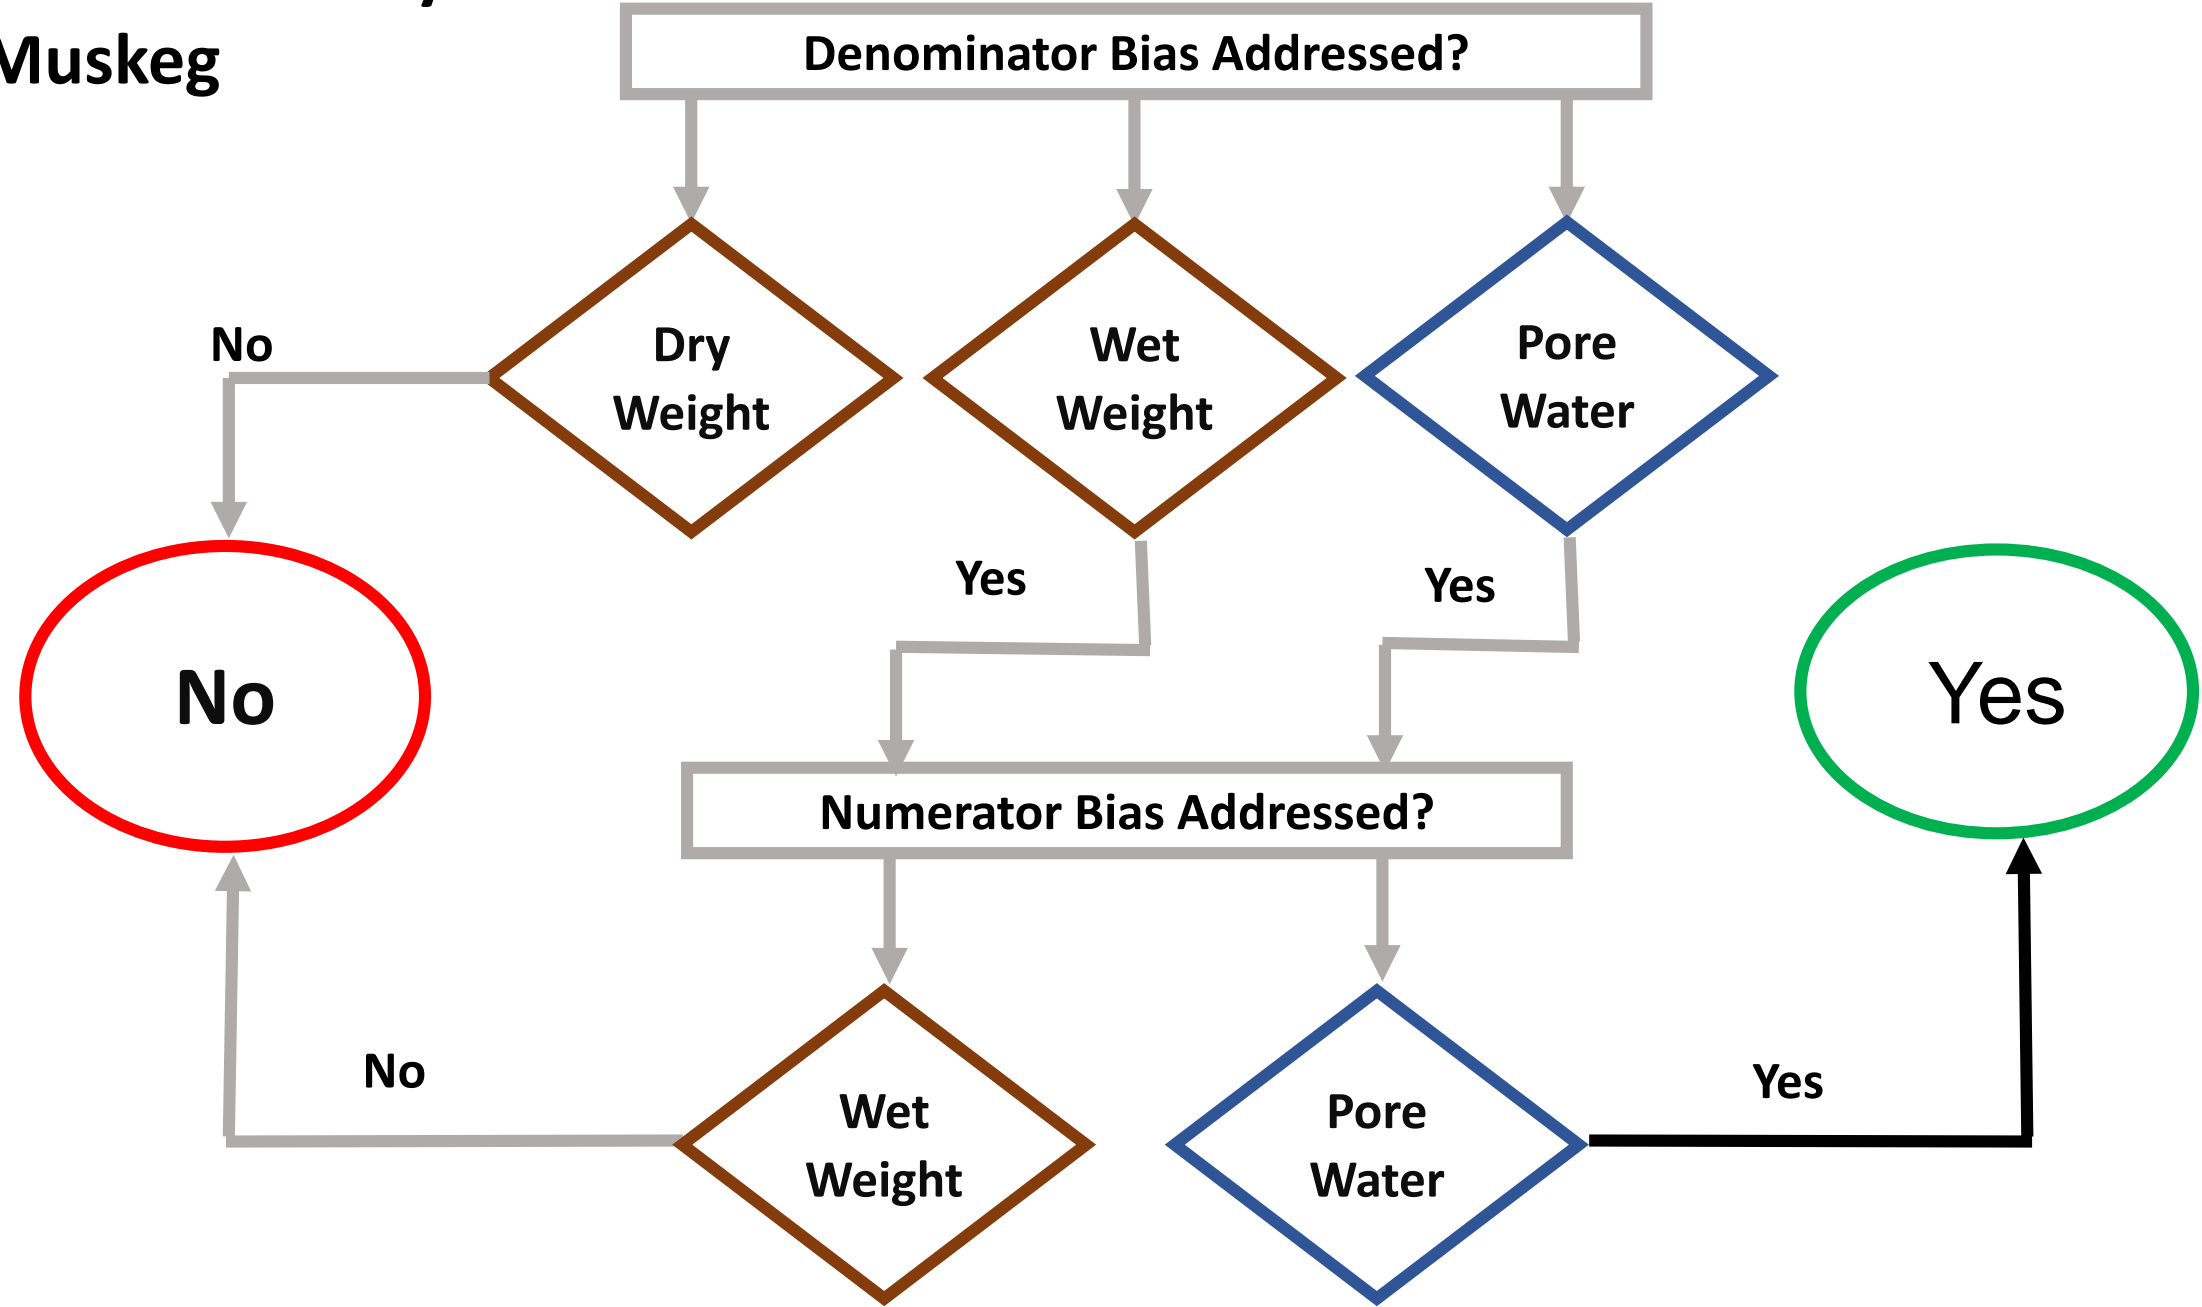 Muskeg
Denominator Bias Addressed?
No
Dry
Weight
Wet
Weight
Pore
Water
Yes
Yes
No
Yes
Numerator Bias Addressed?
No
Wet
Weight
Pore
Water
Yes